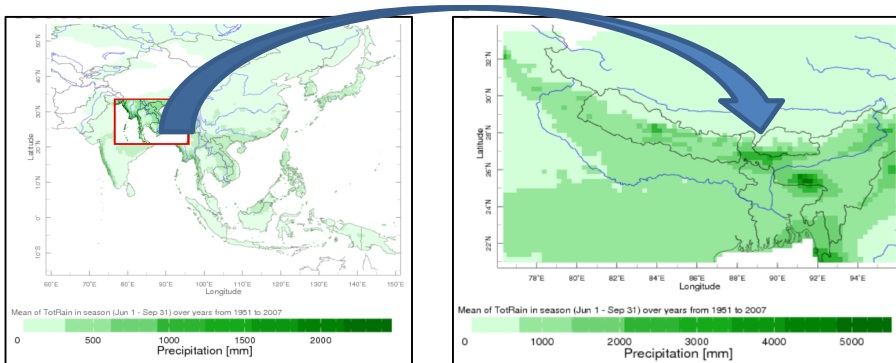 50°N
40°N
30°N
20°N
10°N
0°
10°S
Latitude
60°E 70°E 80°E 90°E 100°E 110°E 120°E 130°E 140°E 150°E
Longitude
Mean of TotRain in season (Jun 1 - Sep 31) over years from 1951 to 2007
0 500 1000 1500 2000
Precipitation [mm]
32°N
30°N
28°N
26°N
24°N
22°N
Latitude
78°E 80°E 82°E 84°E 86°E 88°E 90°E 92°E 94°E
Longitude
Mean of TotRain in season (Jun 1 - Sep 31) over years from 1951 to 2007
0 1000 2000 3000 4000 5000
Precipitation [mm]